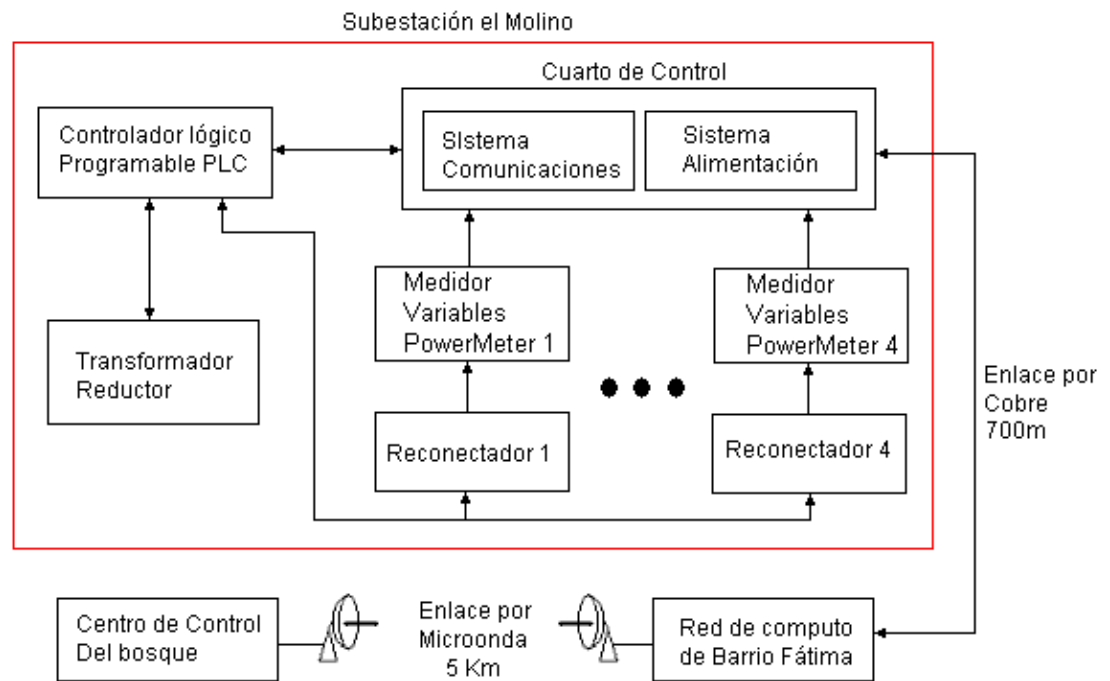 Subestación el Molino
Cuarto de Control
Controlador lógico
Programable PLC
SIstema
Comunicaciones
Sistema
Alimentación
Medidor
Variables
PowerMeter 1
Medidor
Variables
PowerMeter 4
Transformador
Reductor
Enlace por
Cobre
700m
Reconectador 1
Reconectador 4
Centro de Control
Del bosque
Enlace por
Microonda
5 Km
Red de computo
de Barrio Fátima